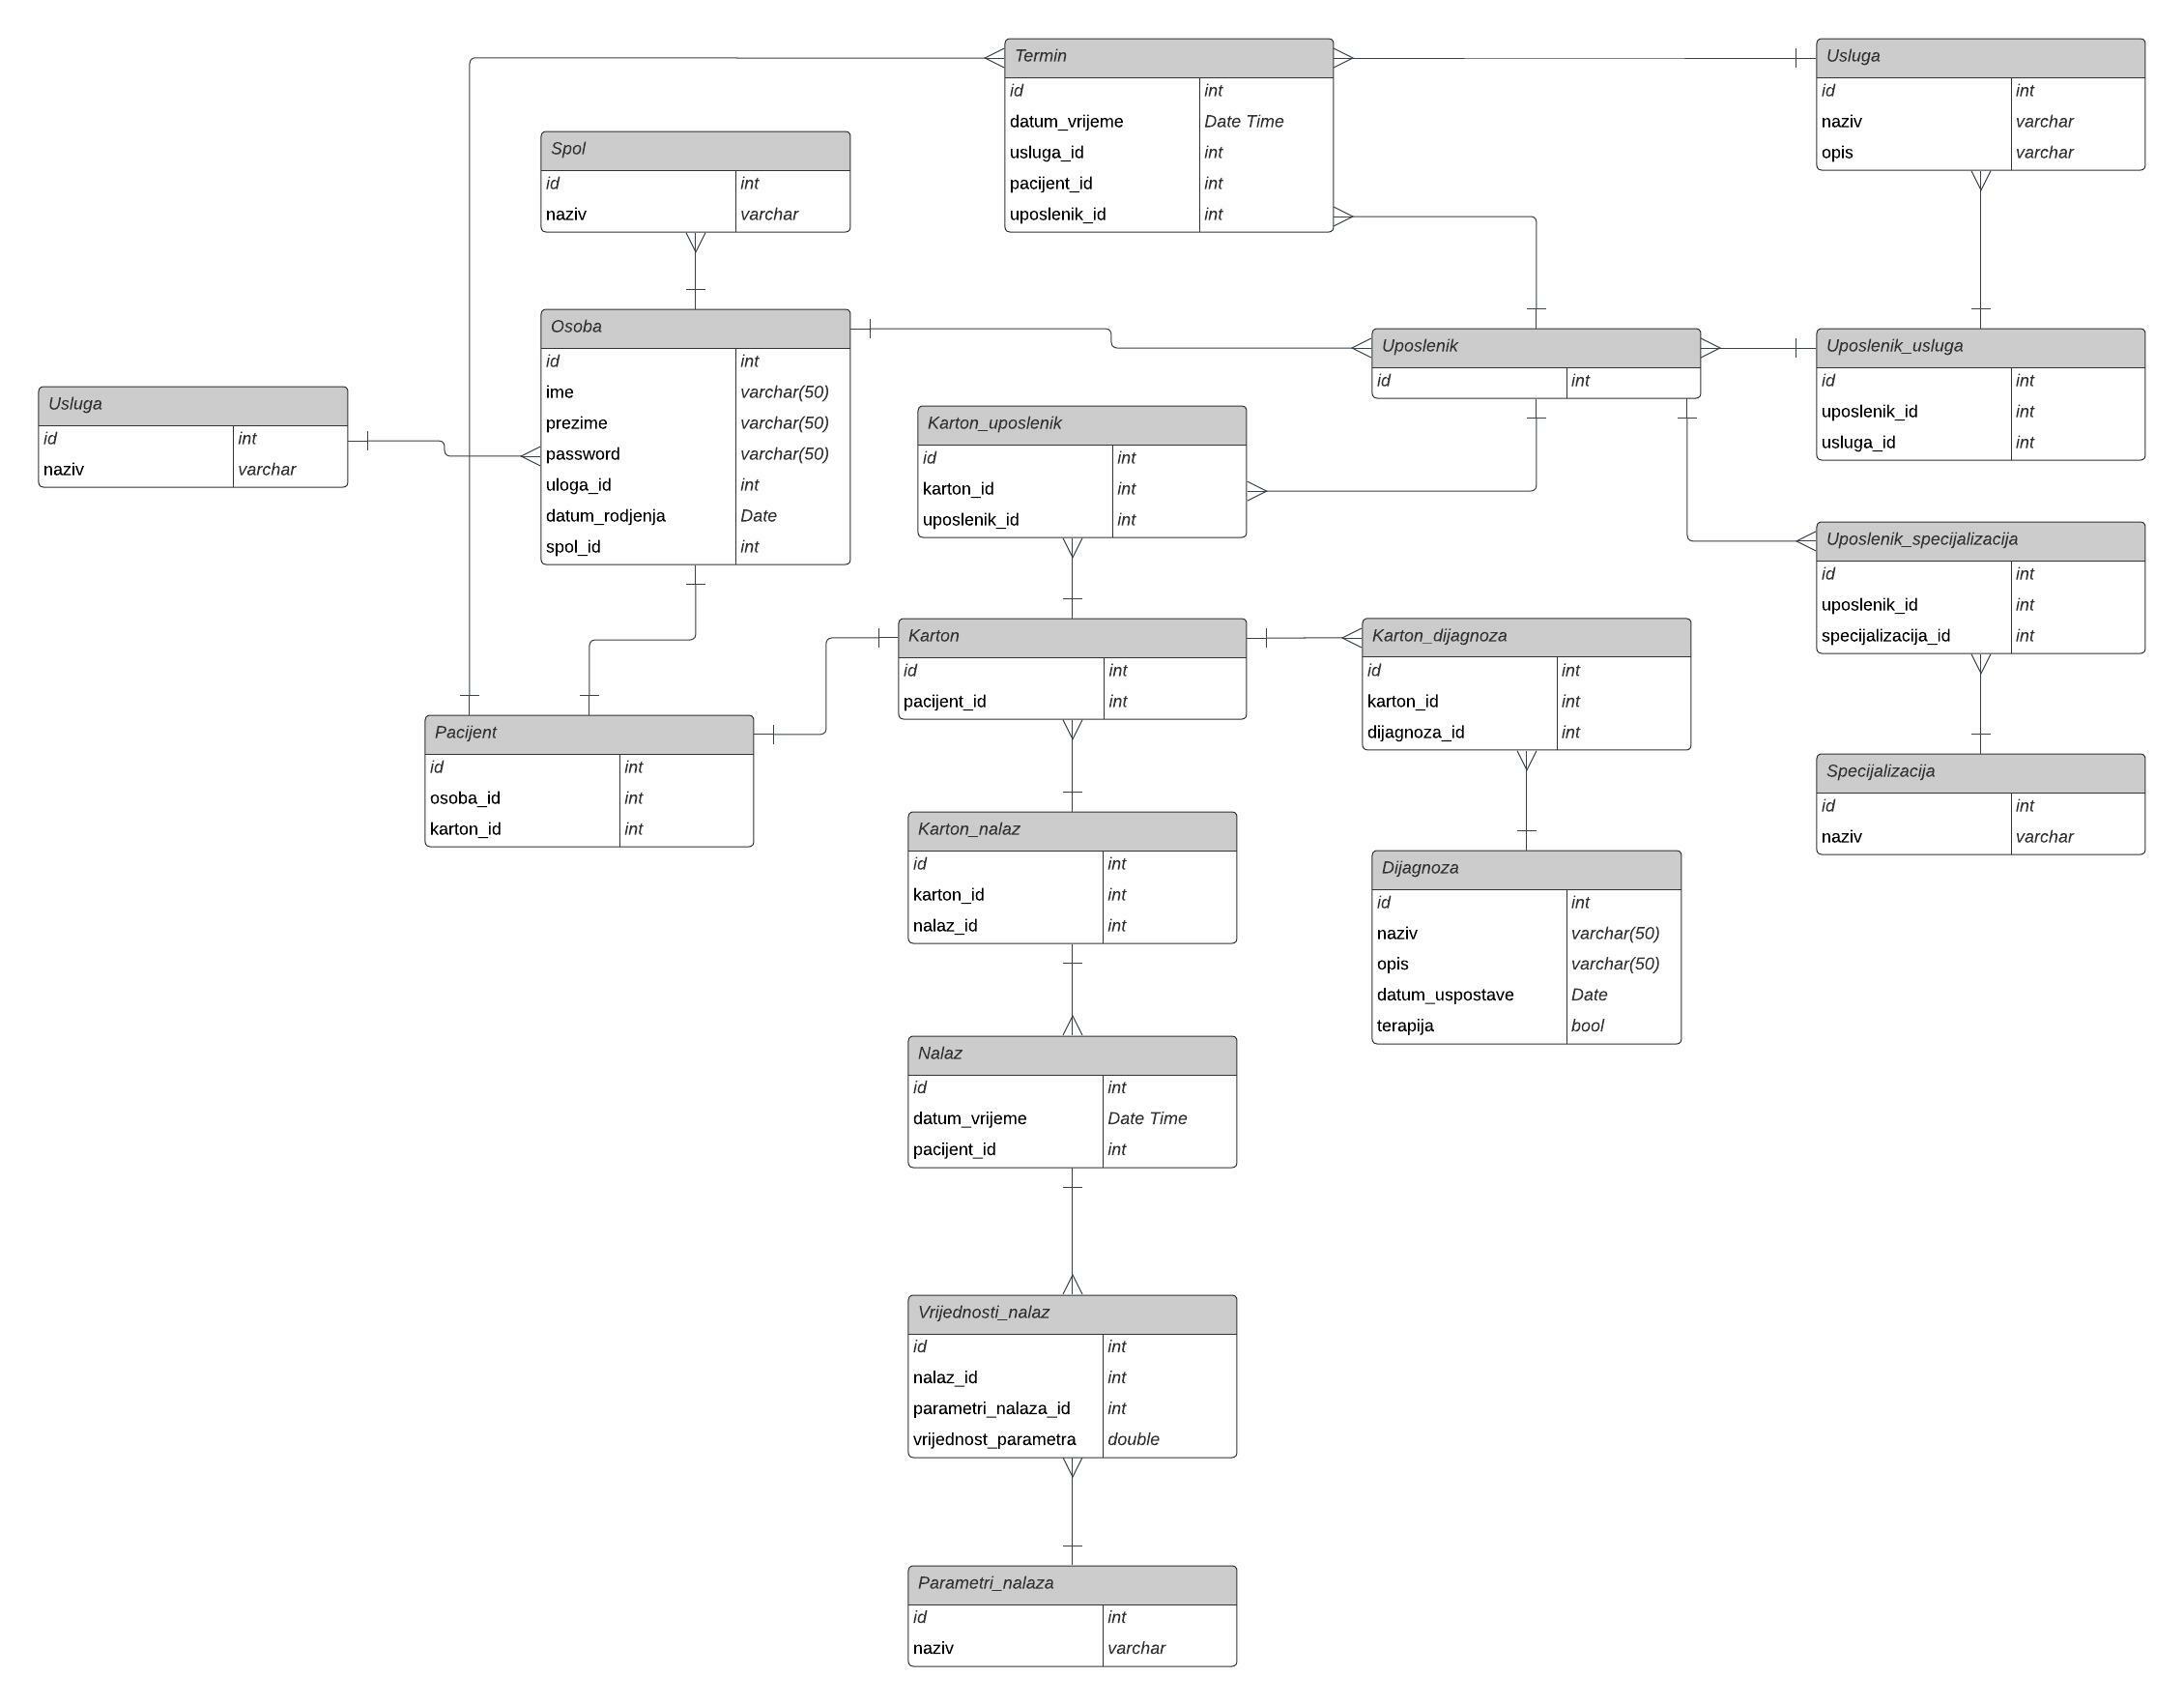 Termin
id int
datum_vrijeme Date Time
usluga_id int
pacijent_id int
uposlenik_id int
Usluga
id int
naziv varchar
opis varchar
Spol
id int
naziv varchar
Osoba
id int
ime varchar(50)
prezime varchar(50)
password varchar(50)
uloga_id int
datum_rodjenja Date
spol_id int
Uposlenik
id int
Uposlenik_usluga
id int
uposlenik_id int
usluga_id int
Usluga
id int
naziv varchar
Karton_uposlenik
id int
karton_id int
uposlenik_id int
Uposlenik_specijalizacija
id int
uposlenik_id int
specijalizacija_id int
Karton
id int
pacijent_id int
Karton_dijagnoza
id int
karton_id int
dijagnoza_id int
Pacijent
id int
osoba_id int
karton_id int
Specijalizacija
id int
naziv varchar
Karton_nalaz
id int
karton_id int
nalaz_id int
Dijagnoza
id int
naziv varchar(50)
opis varchar(50)
datum_uspostave Date
terapija bool
Nalaz
id int
datum_vrijeme Date Time
pacijent_id int
Vrijednosti_nalaz
id int
nalaz_id int
parametri_nalaza_id int
vrijednost_parametra double
Parametri_nalaza
id int
naziv varchar